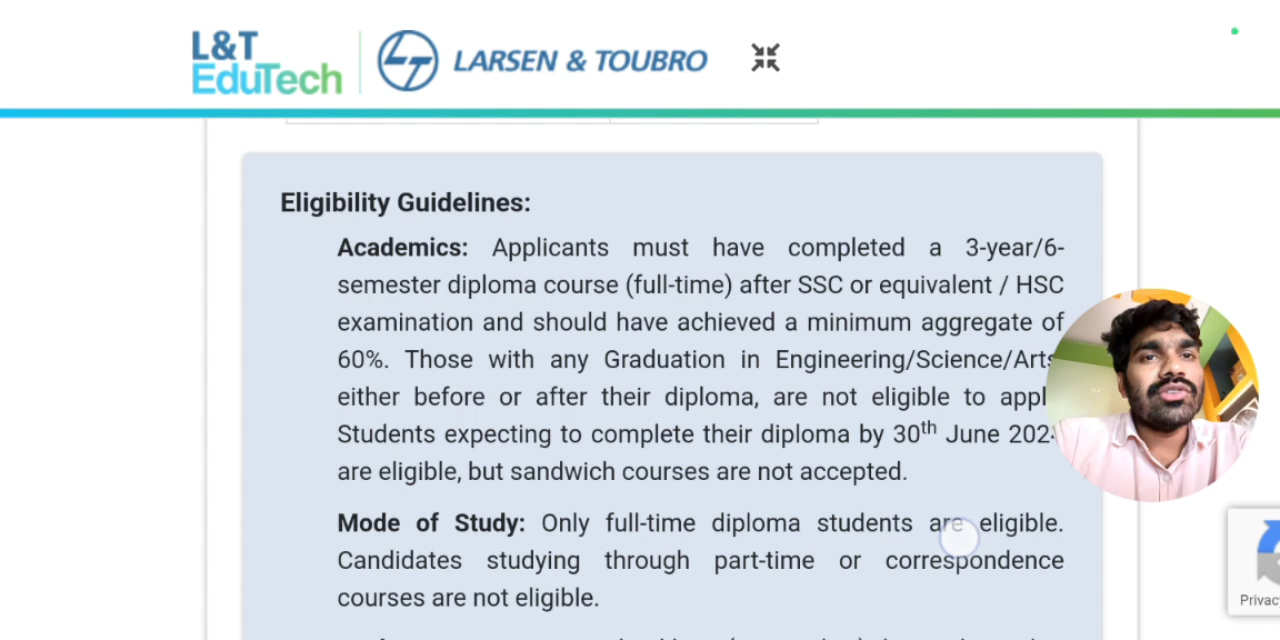 L&T
EduTech
LARSEN & TOUBRO
Eligibility Guidelines:
Academics: Applicants must have completed a 3-year/6-
semester diploma course (full-time) after SSC or equivalent / HSC
examination and should have achieved a minimum aggregate of
60%. Those with any Graduation in Engineering/Science/Arts
either before or after their diploma, are not eligible to
Students expecting to complete their diploma by 30th June
are eligible, but sandwich courses are not accepted.
Mode of Study: Only full-time diploma students are eligible.
Candidates studying through part-time or correspondence
courses are not eligible.